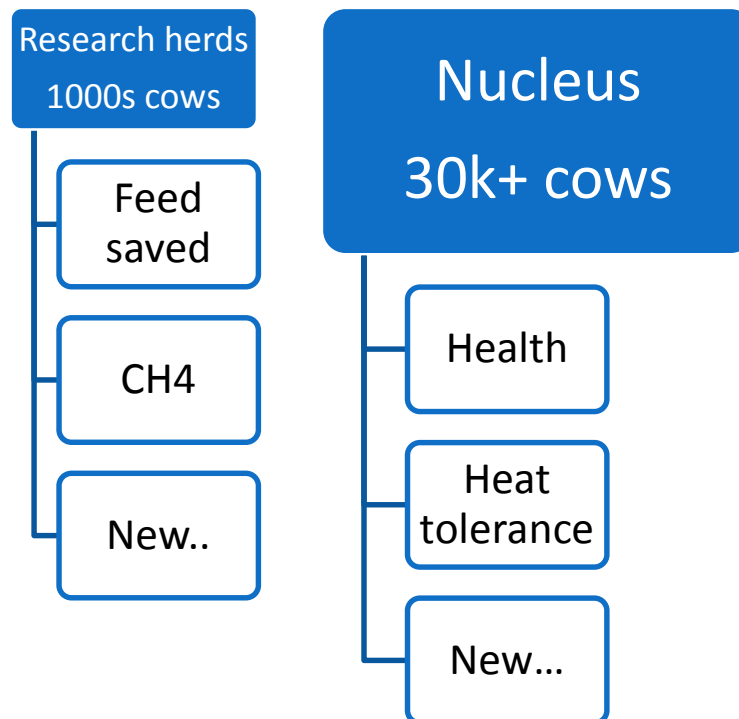 Research herds
1000s cows
Feed
saved
CH4
New..
Nucleus
30k+ cows
Health
Heat
tolerance
New...